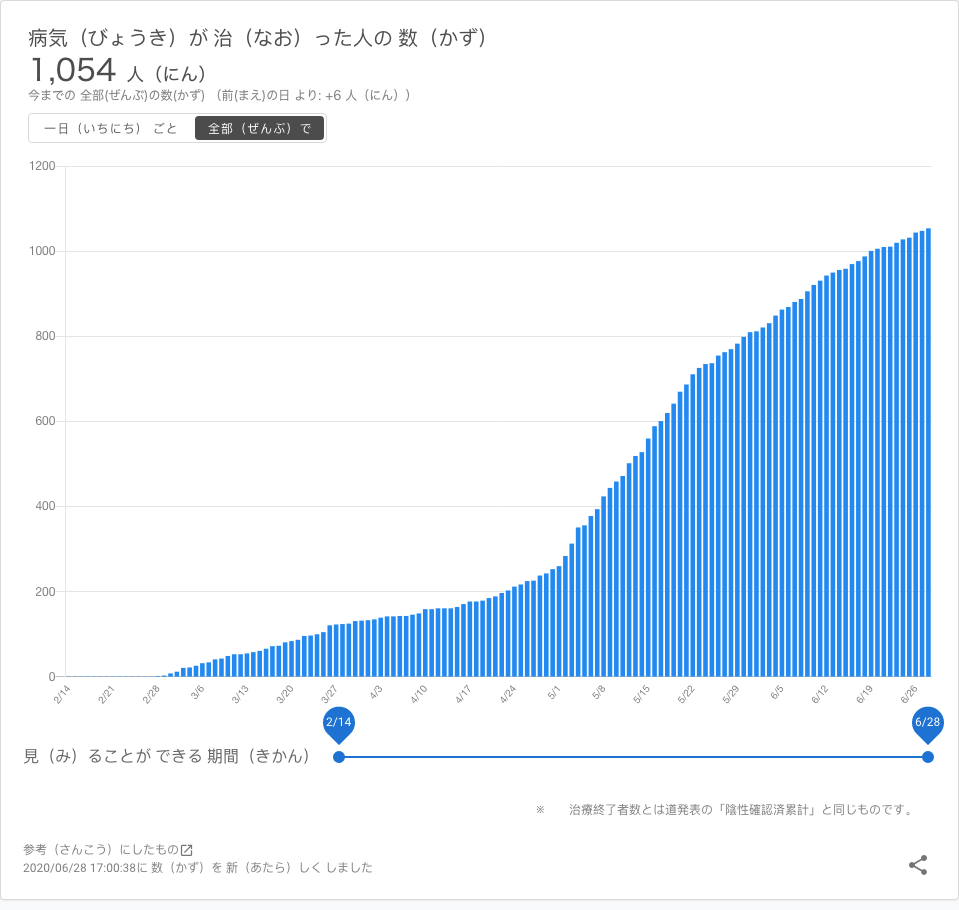 病気（びょうき）が 治（なお）った人の 数（かず）
1,054 人（にん）
今までの 全部(ぜんぶ)の数(かず) （前(まえ)の日 より: +6 人（にん））
一日（いちにち） ごと 全部（ぜんぶ）で
1200
1000
800
600
400
200
0
2/14 2/21 2/28 3/6 3/13 3/20 3/27 4/3 4/10 4/17 4/24 5/1 5/8 5/15 5/22 5/29 6/5 6/12 6/19 6/26
2/14 6/28
見（み）ることが できる 期間（きかん）
※ 治療終了者数とは道発表の「陰性確認済累計」と同じものです。
参考（さんこう）にしたもの
2020/06/28 17:00:38に 数（かず）を 新（あたら）しく しました